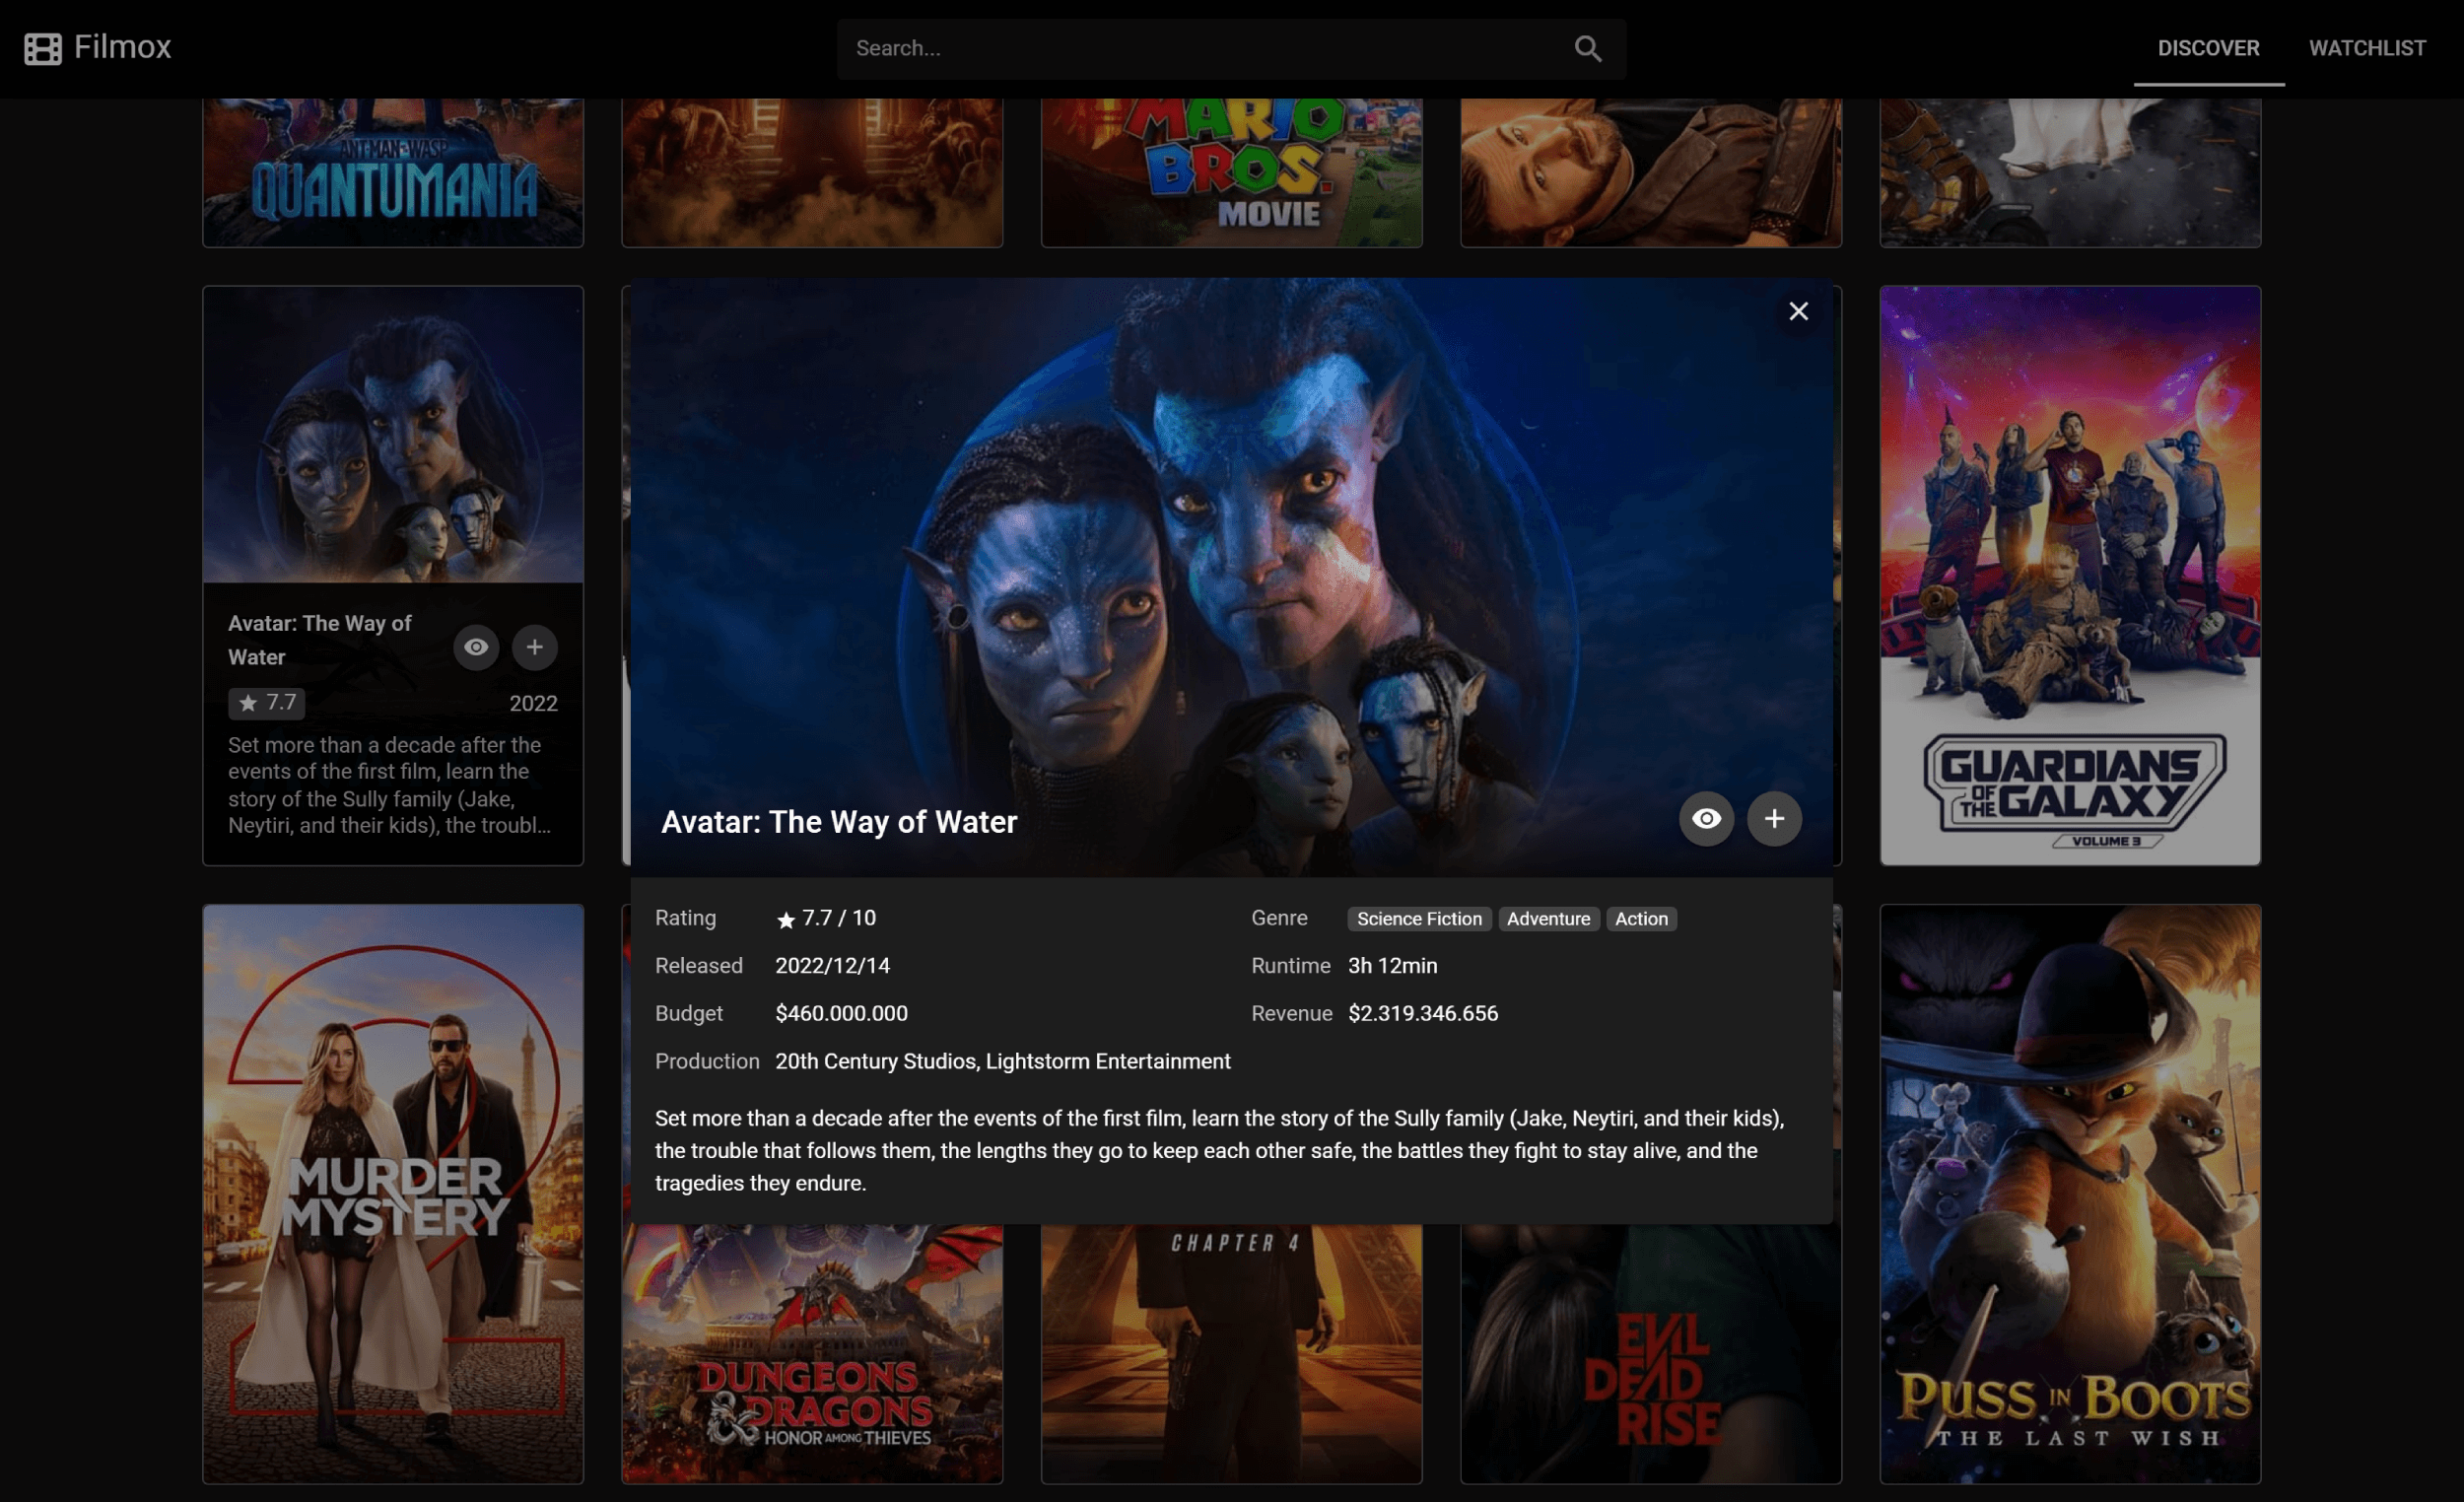 Filmox
Search...
DISCOVER
WATCHLIST
ANT-MAN AND THE WASP
QUANTUMANIA
MARIO
BROS.
MOVIE
Avatar: The Way of
Water
7.7
2022
Set more than a decade after the
events of the first film, learn the
story of the Sully family (Jake,
Neytiri, and their kids), the troubl...
Avatar: The Way of Water
Rating 7.7 / 10
Genre Science Fiction Adventure Action
Released 2022/12/14
Runtime 3h 12min
Budget $460.000.000
Revenue $2.319.346.656
Production 20th Century Studios, Lightstorm Entertainment
Set more than a decade after the events of the first film, learn the story of the Sully family (Jake, Neytiri, and their kids),
the trouble that follows them, the lengths they go to keep each other safe, the battles they fight to stay alive, and the
tragedies they endure.
GUARDIANS
OF THE GALAXY
VOLUME 3
MURDER
MYSTERY
2
DUNGEONS
& DRAGONS
HONOR AMONG THIEVES
CHAPTER 4
EVIL
DEAD
RISE
PUSS IN BOOTS
THE LAST WISH